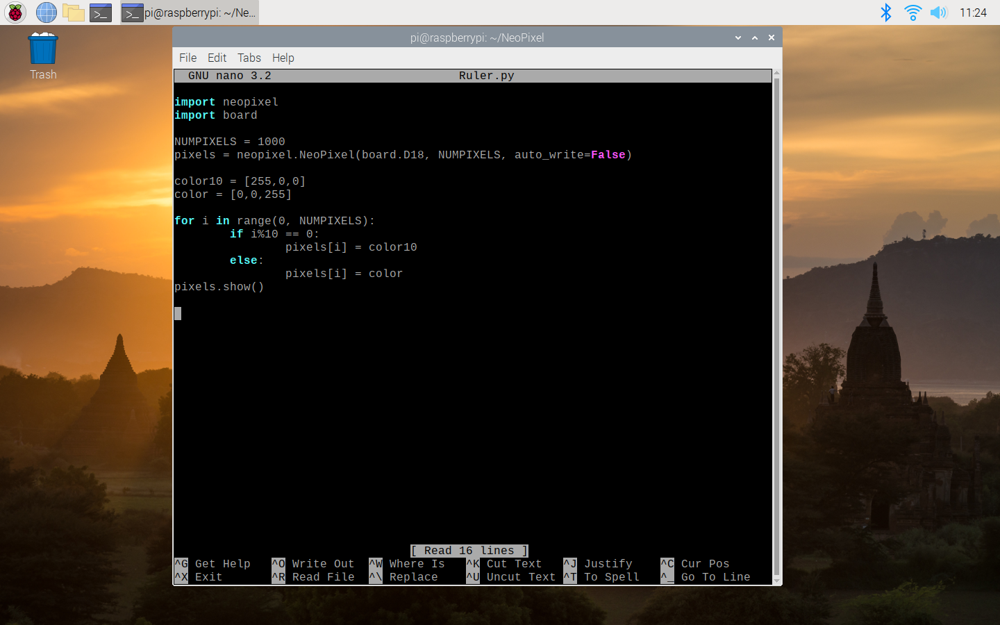 pi@raspberrypi: ~/Ne...
11:24
Trash
pi@raspberrypi: ~/NeoPixel
File Edit Tabs Help
GNU nano 3.2 Ruler.py
import neopixel
import board
NUMPIXELS = 1000
pixels = neopixel.NeoPixel(board.D18, NUMPIXELS, auto_write=False)
color10 = [255,0,0]
color = [0,0,255]
for i in range(0, NUMPIXELS):
        if i%10 == 0:
                pixels[i] = color10
        else:
                pixels[i] = color
pixels.show()
[ Read 16 lines ]
^G Get Help ^O Write Out ^W Where Is ^K Cut Text ^J Justify ^C Cur Pos
^X Exit ^R Read File ^\ Replace ^U Uncut Text ^T To Spell ^_ Go To Line